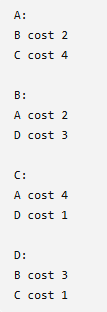 A:
B cost 2
C cost 4

B:
A cost 2
D cost 3

C:
A cost 4
D cost 1

D:
B cost 3
C cost 1